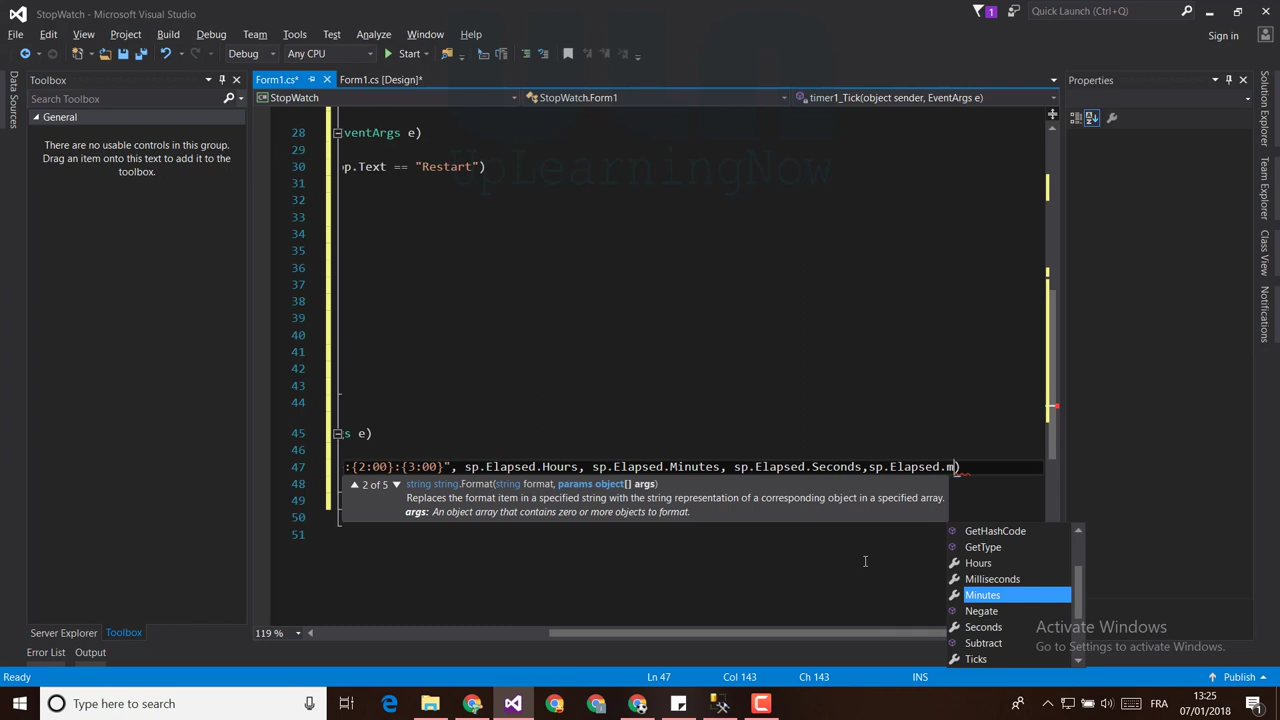 StopWatch - Microsoft Visual Studio
1
Quick Launch (Ctrl+Q)
File Edit View Project Build Debug Team Tools Test Analyze Window Help
Sign in
Debug Any CPU Start
Toolbox
Form1.cs* Form1.cs [Design]*
Properties
Search Toolbox
StopWatch StopWatch.Form1 timer1_Tick(object sender, EventArgs e)
General
There are no usable controls in this group.
Drag an item onto this text to add it to the
toolbox.
Data Sources
Solution Explorer
Team Explorer
Class View
Notifications
UpLearningNow
28 ventArgs e)
29
30 p.Text == "Restart")
31
32
33
34
35
36
37
38
39
40
41
42
43
44
45 s e)
46
47 :{2:00}:{3:00}", sp.Elapsed.Hours, sp.Elapsed.Minutes, sp.Elapsed.Seconds,sp.Elapsed.m)
48
49
50
51
2 of 5 string string.Format(string format, params object[] args)
Replaces the format item in a specified string with the string representation of a corresponding object in a specified array.
args: An object array that contains zero or more objects to format.
GetHashCode
GetType
Hours
Milliseconds
Minutes
Negate
Seconds
Subtract
Ticks
Activate Windows
Go to Settings to activate Windows.
Server Explorer Toolbox
119 %
Error List Output
Ready Ln 47 Col 143 Ch 143 INS Publish
Type here to search
FRA
13:25
07/01/2018
1